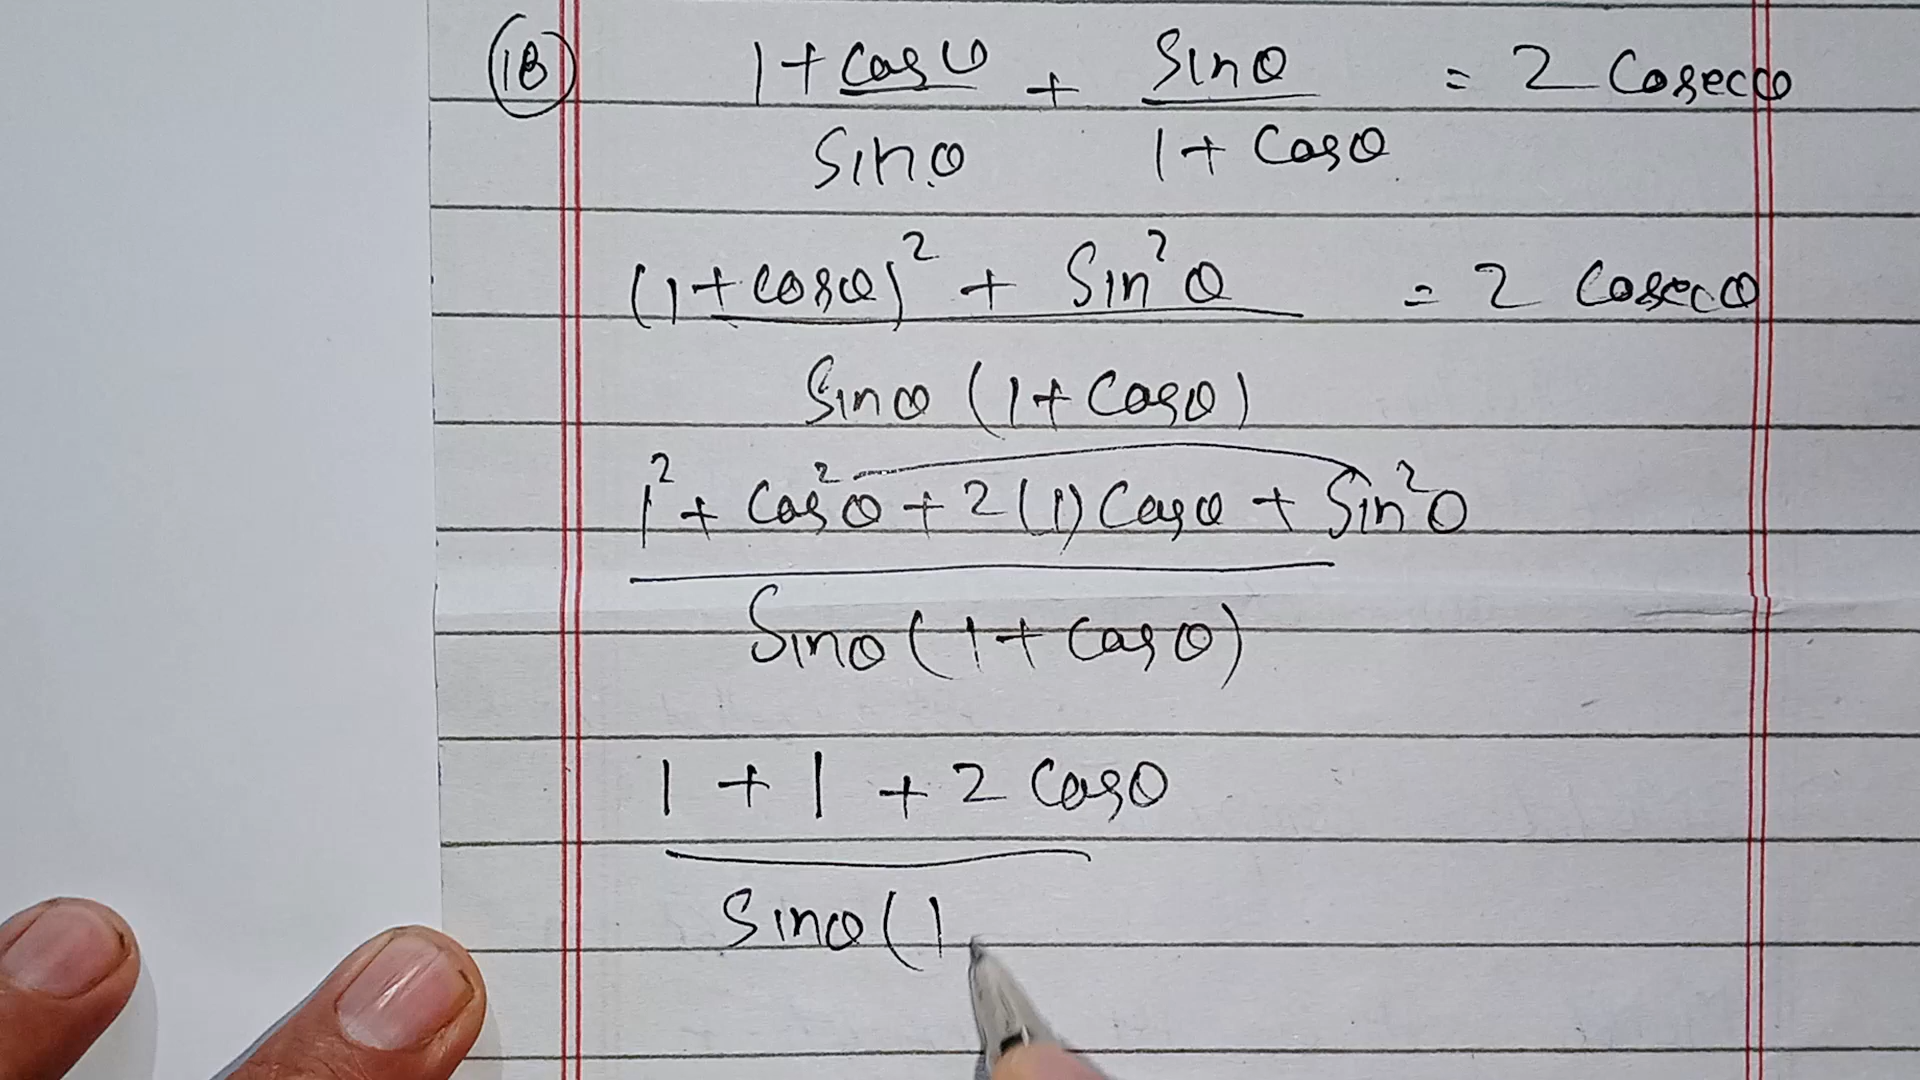 (18) 1 + cosθ + sinθ = 2 Cosecθ
sinθ 1 + Cosθ
(1 + cosθ)² + Sin²θ = 2 Cosecθ
Sinθ (1 + Cosθ)
1² + Cos²θ + 2(1) Cosθ + Sin²θ
Sinθ (1 + Cosθ)
1 + 1 + 2 Cosθ
Sinθ (1